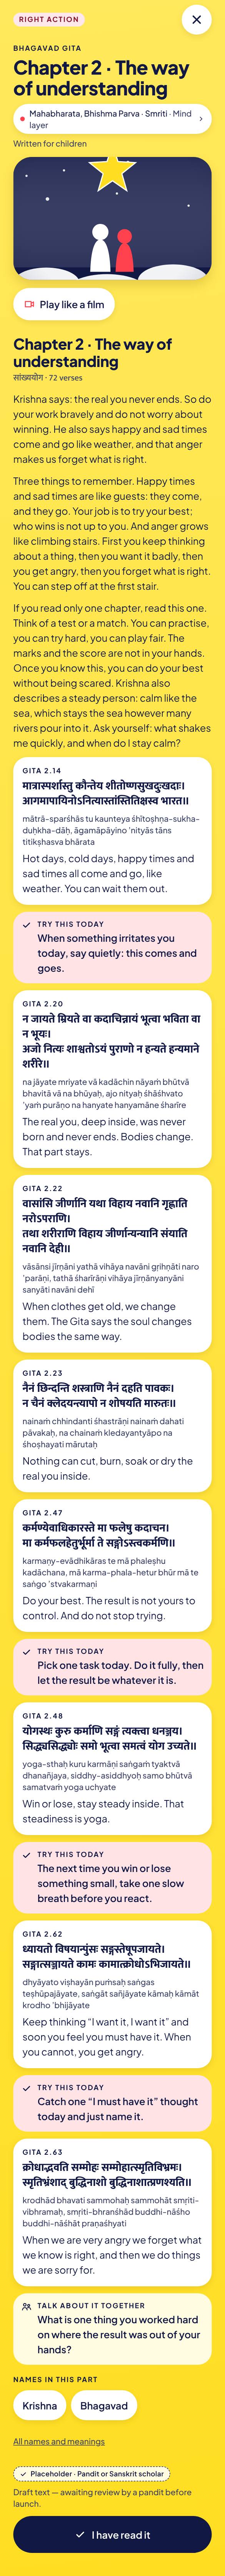 RIGHT ACTION
BHAGAVAD GITA
Chapter 2 · The way
of understanding
Mahabharata, Bhishma Parva · Smriti · Mind
layer
Written for children
Play like a film
Chapter 2 · The way of
understanding
सांख्ययोग · 72 verses
Krishna says: the real you never ends. So do
your work bravely and do not worry about
winning. He also says happy and sad times
come and go like weather, and that anger
makes us forget what is right.
Three things to remember. Happy times
and sad times are like guests: they come,
and they go. Your job is to try your best;
who wins is not up to you. And anger grows
like climbing stairs. First you keep thinking
about a thing, then you want it badly, then
you get angry, then you forget what is right.
You can step off at the first stair.
If you read only one chapter, read this one.
Think of a test or a match. You can practise,
you can try hard, you can play fair. The
marks and the score are not in your hands.
Once you know this, you can do your best
without being scared. Krishna also
describes a steady person: calm like the
sea, which stays the sea however many
rivers pour into it. Ask yourself: what shakes
me quickly, and when do I stay calm?
GITA 2.14
मात्रास्पर्शास्तु कौन्तेय शीतोष्णसुखदुःखदाः।
आगमापायिनोऽनित्यास्तांस्तितिक्षस्व भारत॥
mātrā-sparśhās tu kaunteya śhītoṣhṇa-sukha-
duḥkha-dāḥ, āgamāpāyino 'nityās tāns
titikṣhasva bhārata
Hot days, cold days, happy times and
sad times all come and go, like
weather. You can wait them out.
TRY THIS TODAY
When something irritates you
today, say quietly: this comes and
goes.
GITA 2.20
न जायते म्रियते वा कदाचिन्नायं भूत्वा भविता वा
न भूयः।
अजो नित्यः शाश्वतोऽयं पुराणो न हन्यते हन्यमाने
शरीरे॥
na jāyate mriyate vā kadāchin nāyaṁ bhūtvā
bhavitā vā na bhūyaḥ, ajo nityaḥ śhāśhvato
'yaṁ purāṇo na hanyate hanyamāne śharīre
The real you, deep inside, was never
born and never ends. Bodies change.
That part stays.
GITA 2.22
वासांसि जीर्णानि यथा विहाय नवानि गृह्णाति
नरोऽपराणि।
तथा शरीराणि विहाय जीर्णान्यन्यानि संयाति
नवानि देही॥
vāsānsi jīrṇāni yathā vihāya navāni gṛihṇāti naro
'parāṇi, tathā śharīrāṇi vihāya jīrṇānyanyāni
sanyāti navāni dehī
When clothes get old, we change
them. The Gita says the soul changes
bodies the same way.
GITA 2.23
नैनं छिन्दन्ति शस्त्राणि नैनं दहति पावकः।
न चैनं क्लेदयन्त्यापो न शोषयति मारुतः॥
nainaṁ chhindanti śhastrāṇi nainaṁ dahati
pāvakaḥ, na chainaṁ kledayantyāpo na
śhoṣhayati mārutaḥ
Nothing can cut, burn, soak or dry the
real you inside.
GITA 2.47
कर्मण्येवाधिकारस्ते मा फलेषु कदाचन।
मा कर्मफलहेतुर्भूर्मा ते सङ्गोऽस्त्वकर्मणि॥
karmaṇy-evādhikāras te mā phaleṣhu
kadāchana, mā karma-phala-hetur bhūr mā te
saṅgo 'stvakarmaṇi
Do your best. The result is not yours to
control. And do not stop trying.
TRY THIS TODAY
Pick one task today. Do it fully, then
let the result be whatever it is.
GITA 2.48
योगस्थः कुरु कर्माणि सङ्गं त्यक्त्वा धनञ्जय।
सिद्ध्यसिद्ध्योः समो भूत्वा समत्वं योग उच्यते॥
yoga-sthaḥ kuru karmāṇi saṅgaṁ tyaktvā
dhanañjaya, siddhy-asiddhyoḥ samo bhūtvā
samatvaṁ yoga uchyate
Win or lose, stay steady inside. That
steadiness is yoga.
TRY THIS TODAY
The next time you win or lose
something small, take one slow
breath before you react.
GITA 2.62
ध्यायतो विषयान्पुंसः सङ्गस्तेषूपजायते।
सङ्गात्सञ्जायते कामः कामात्क्रोधोऽभिजायते॥
dhyāyato viṣhayān puṁsaḥ saṅgas
teṣhūpajāyate, saṅgāt sañjāyate kāmaḥ kāmāt
krodho 'bhijāyate
Keep thinking “I want it, I want it” and
soon you feel you must have it. When
you cannot, you get angry.
TRY THIS TODAY
Catch one “I must have it” thought
today and just name it.
GITA 2.63
क्रोधाद्भवति सम्मोहः सम्मोहात्स्मृतिविभ्रमः।
स्मृतिभ्रंशाद् बुद्धिनाशो बुद्धिनाशात्प्रणश्यति॥
krodhād bhavati sammohaḥ sammohāt smṛiti-
vibhramaḥ, smṛiti-bhranśhād buddhi-nāśho
buddhi-nāśhāt praṇaśhyati
When we are very angry we forget what
we know is right, and then we do things
we are sorry for.
TALK ABOUT IT TOGETHER
What is one thing you worked hard
on where the result was out of your
hands?
NAMES IN THIS PART
Krishna Bhagavad
All names and meanings
Placeholder · Pandit or Sanskrit scholar
Draft text — awaiting review by a pandit before
launch.
I have read it